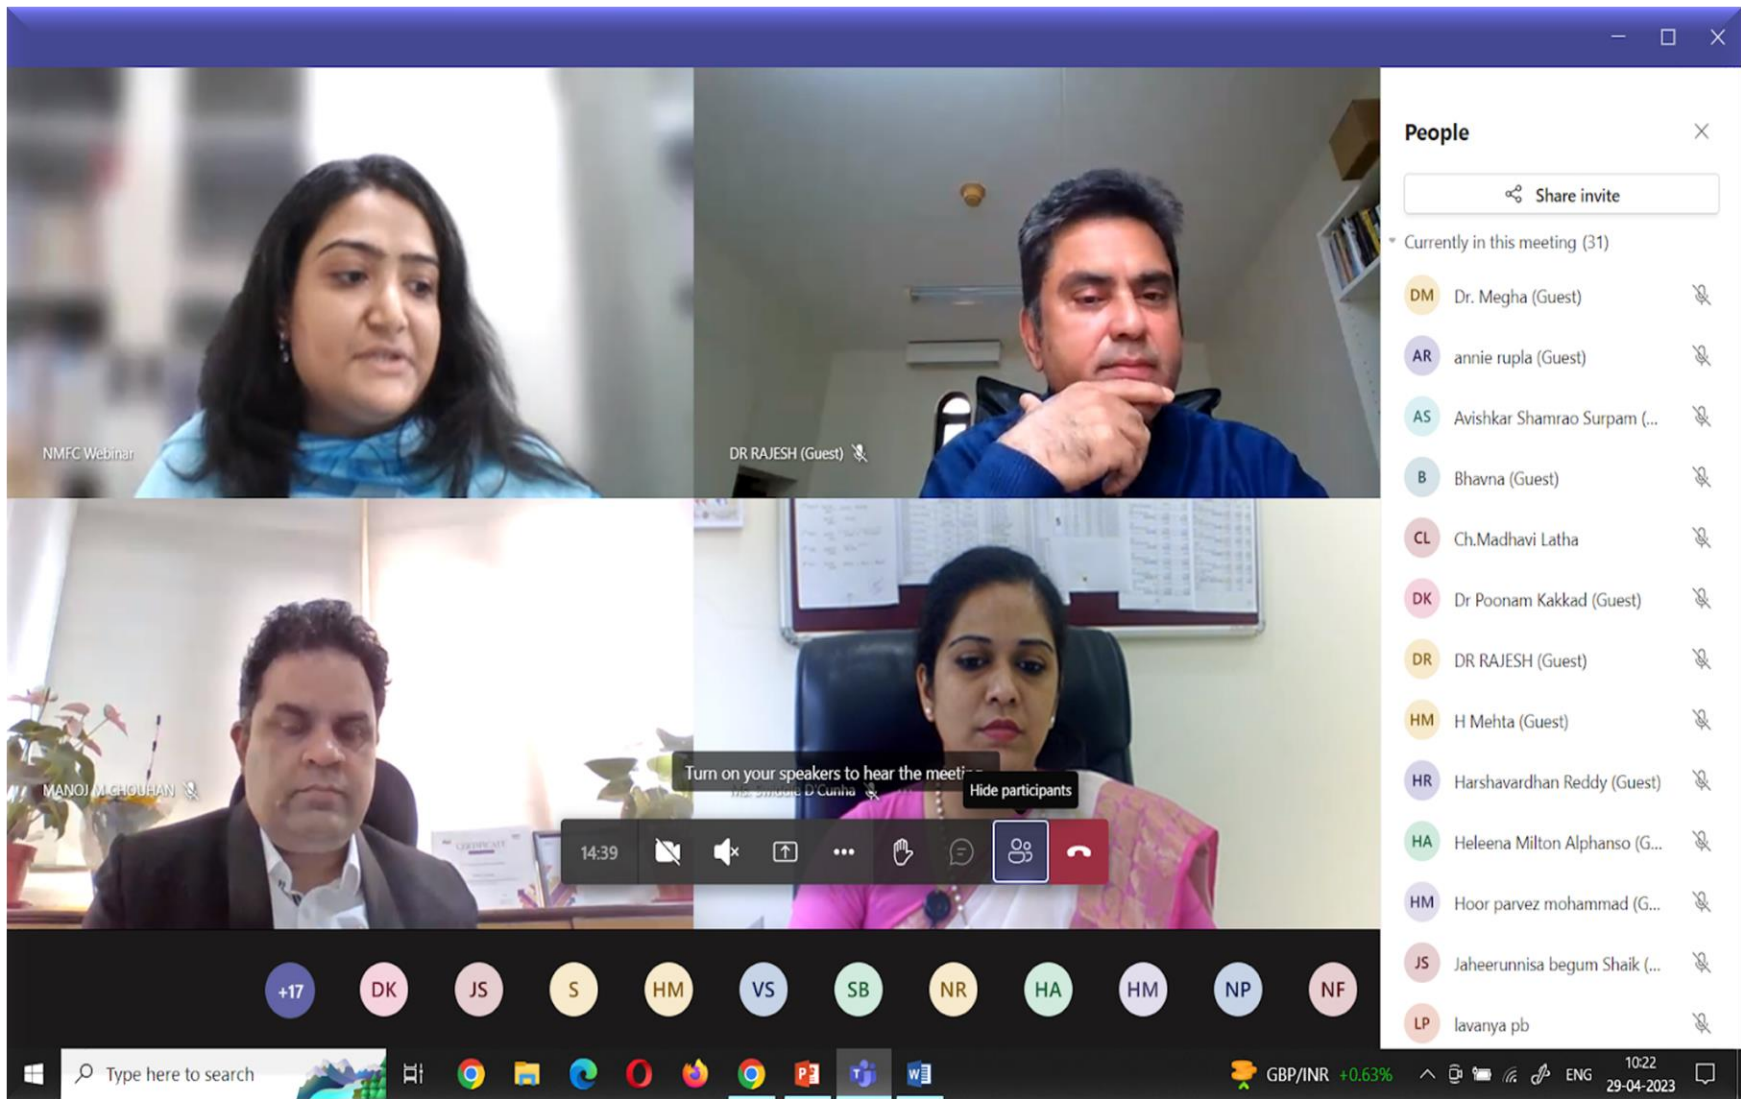 People
Share invite
Currently in this meeting (31)
DM Dr. Megha (Guest)
AR annie rupla (Guest)
AS Avishkar Shamrao Surpam (...
B Bhavna (Guest)
CL Ch.Madhavi Latha
DK Dr Poonam Kakkad (Guest)
DR DR RAJESH (Guest)
HM H Mehta (Guest)
HR Harshavardhan Reddy (Guest)
HA Heleena Milton Alphanso (G...
HM Hoor parvez mohammad (G...
JS Jaheerunnisa begum Shaik (...
LP lavanya pb
NMFC Webinar
DR RAJESH (Guest)
MANOJ M CHOUHAN
Turn on your speakers to hear the meeting
D'Cunha
Hide participants
CERTIFICATE
14:39
+17 DK JS S HM VS SB NR HA HM NP NF
Type here to search
GBP/INR +0.63%
ENG
10:22
29-04-2023